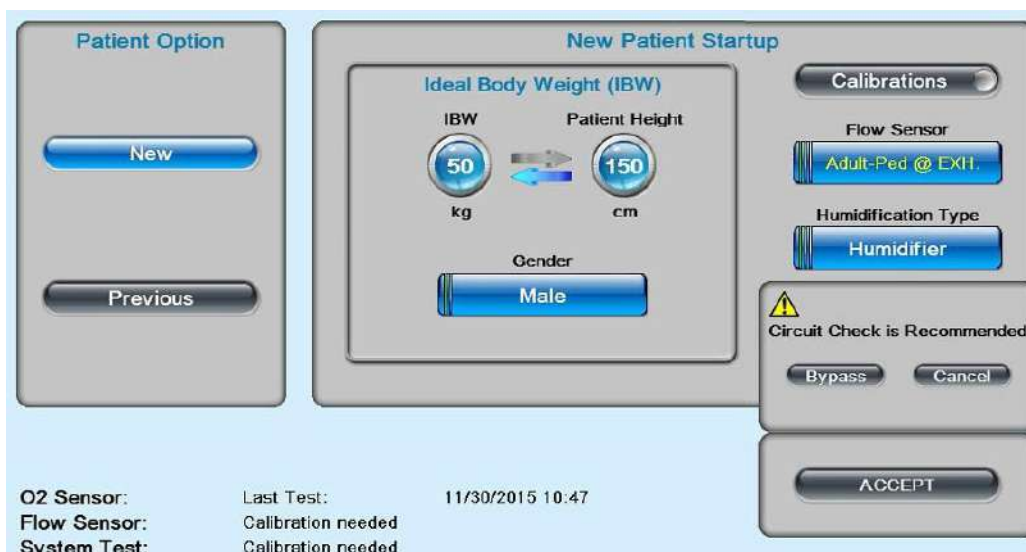 Patient Option
New
Previous
New Patient Startup
Ideal Body Weight (IBW)
IBW
Patient Height
50
150
kg
cm
Gender
Male
Calibrations
Flow Sensor
Adult-Ped @ EXH.
Humidification Type
Humidifier
Circuit Check is Recommended
Bypass
Cancel
ACCEPT
O2 Sensor: Last Test: 11/30/2015 10:47
Flow Sensor: Calibration needed
System Test: Calibration needed